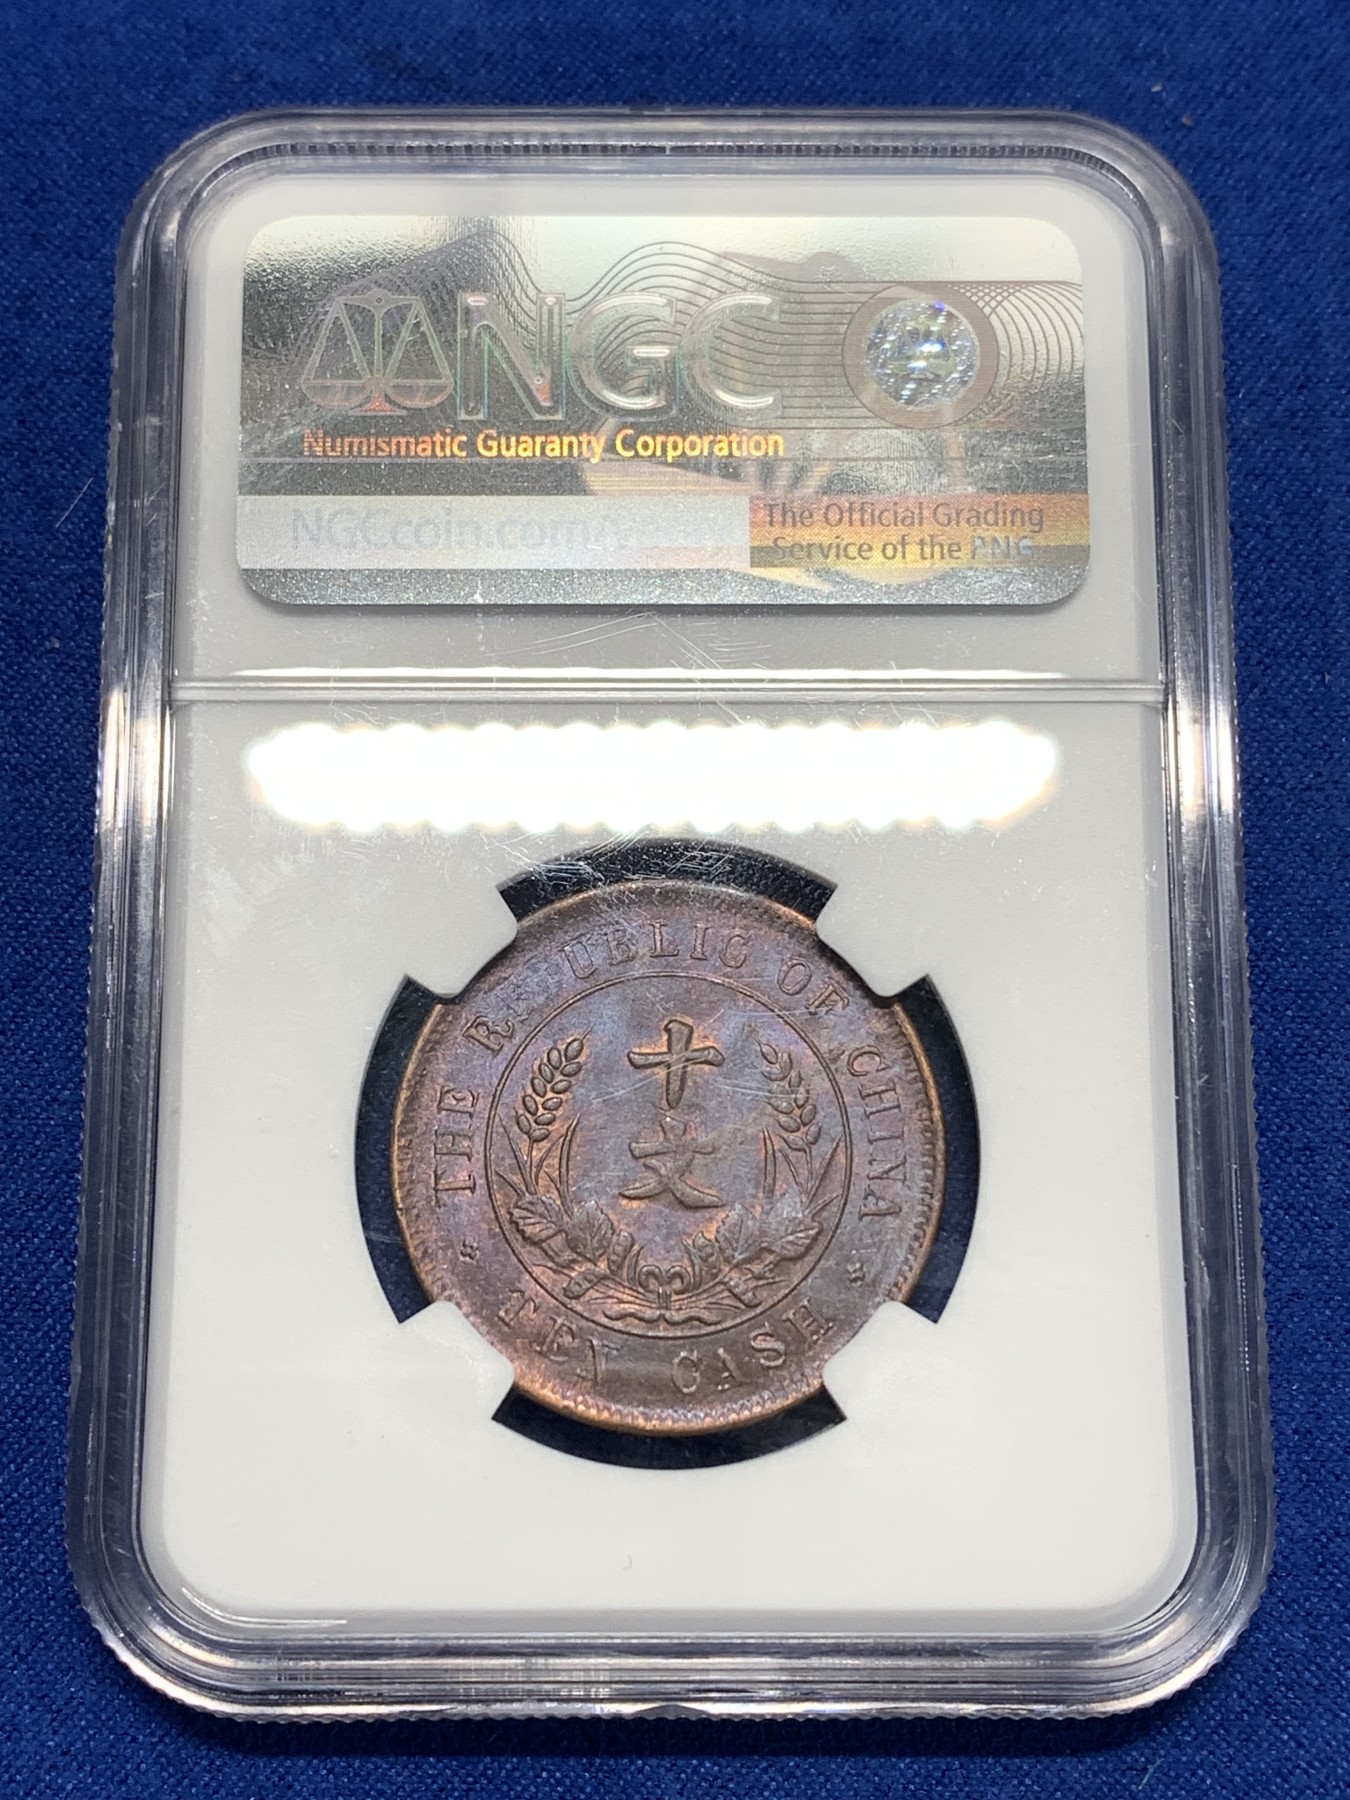 NGC
Numismatic Guaranty Corporation
NGCcoin.com
The Official Grading
Service of the PNG
THE REPUBLIC OF CHINA
十
文
TEN CASH